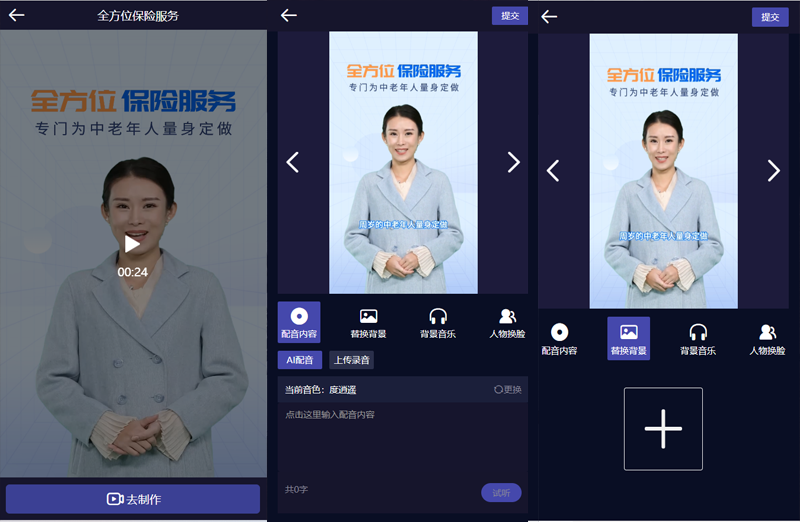 全方位保险服务
全方位 保险服务
专门为中老年人量身定做
00:24
去制作
提交
全方位 保险服务
专门为中老年人量身定做
周岁的中老年人量身定做
配音内容
替换背景
背景音乐
人物换脸
AI配音
上传录音
当前音色：度逍遥
更换
点击这里输入配音内容
共0字
试听
提交
全方位 保险服务
专门为中老年人量身定做
周岁的中老年人量身定做
配音内容
替换背景
背景音乐
人物换脸